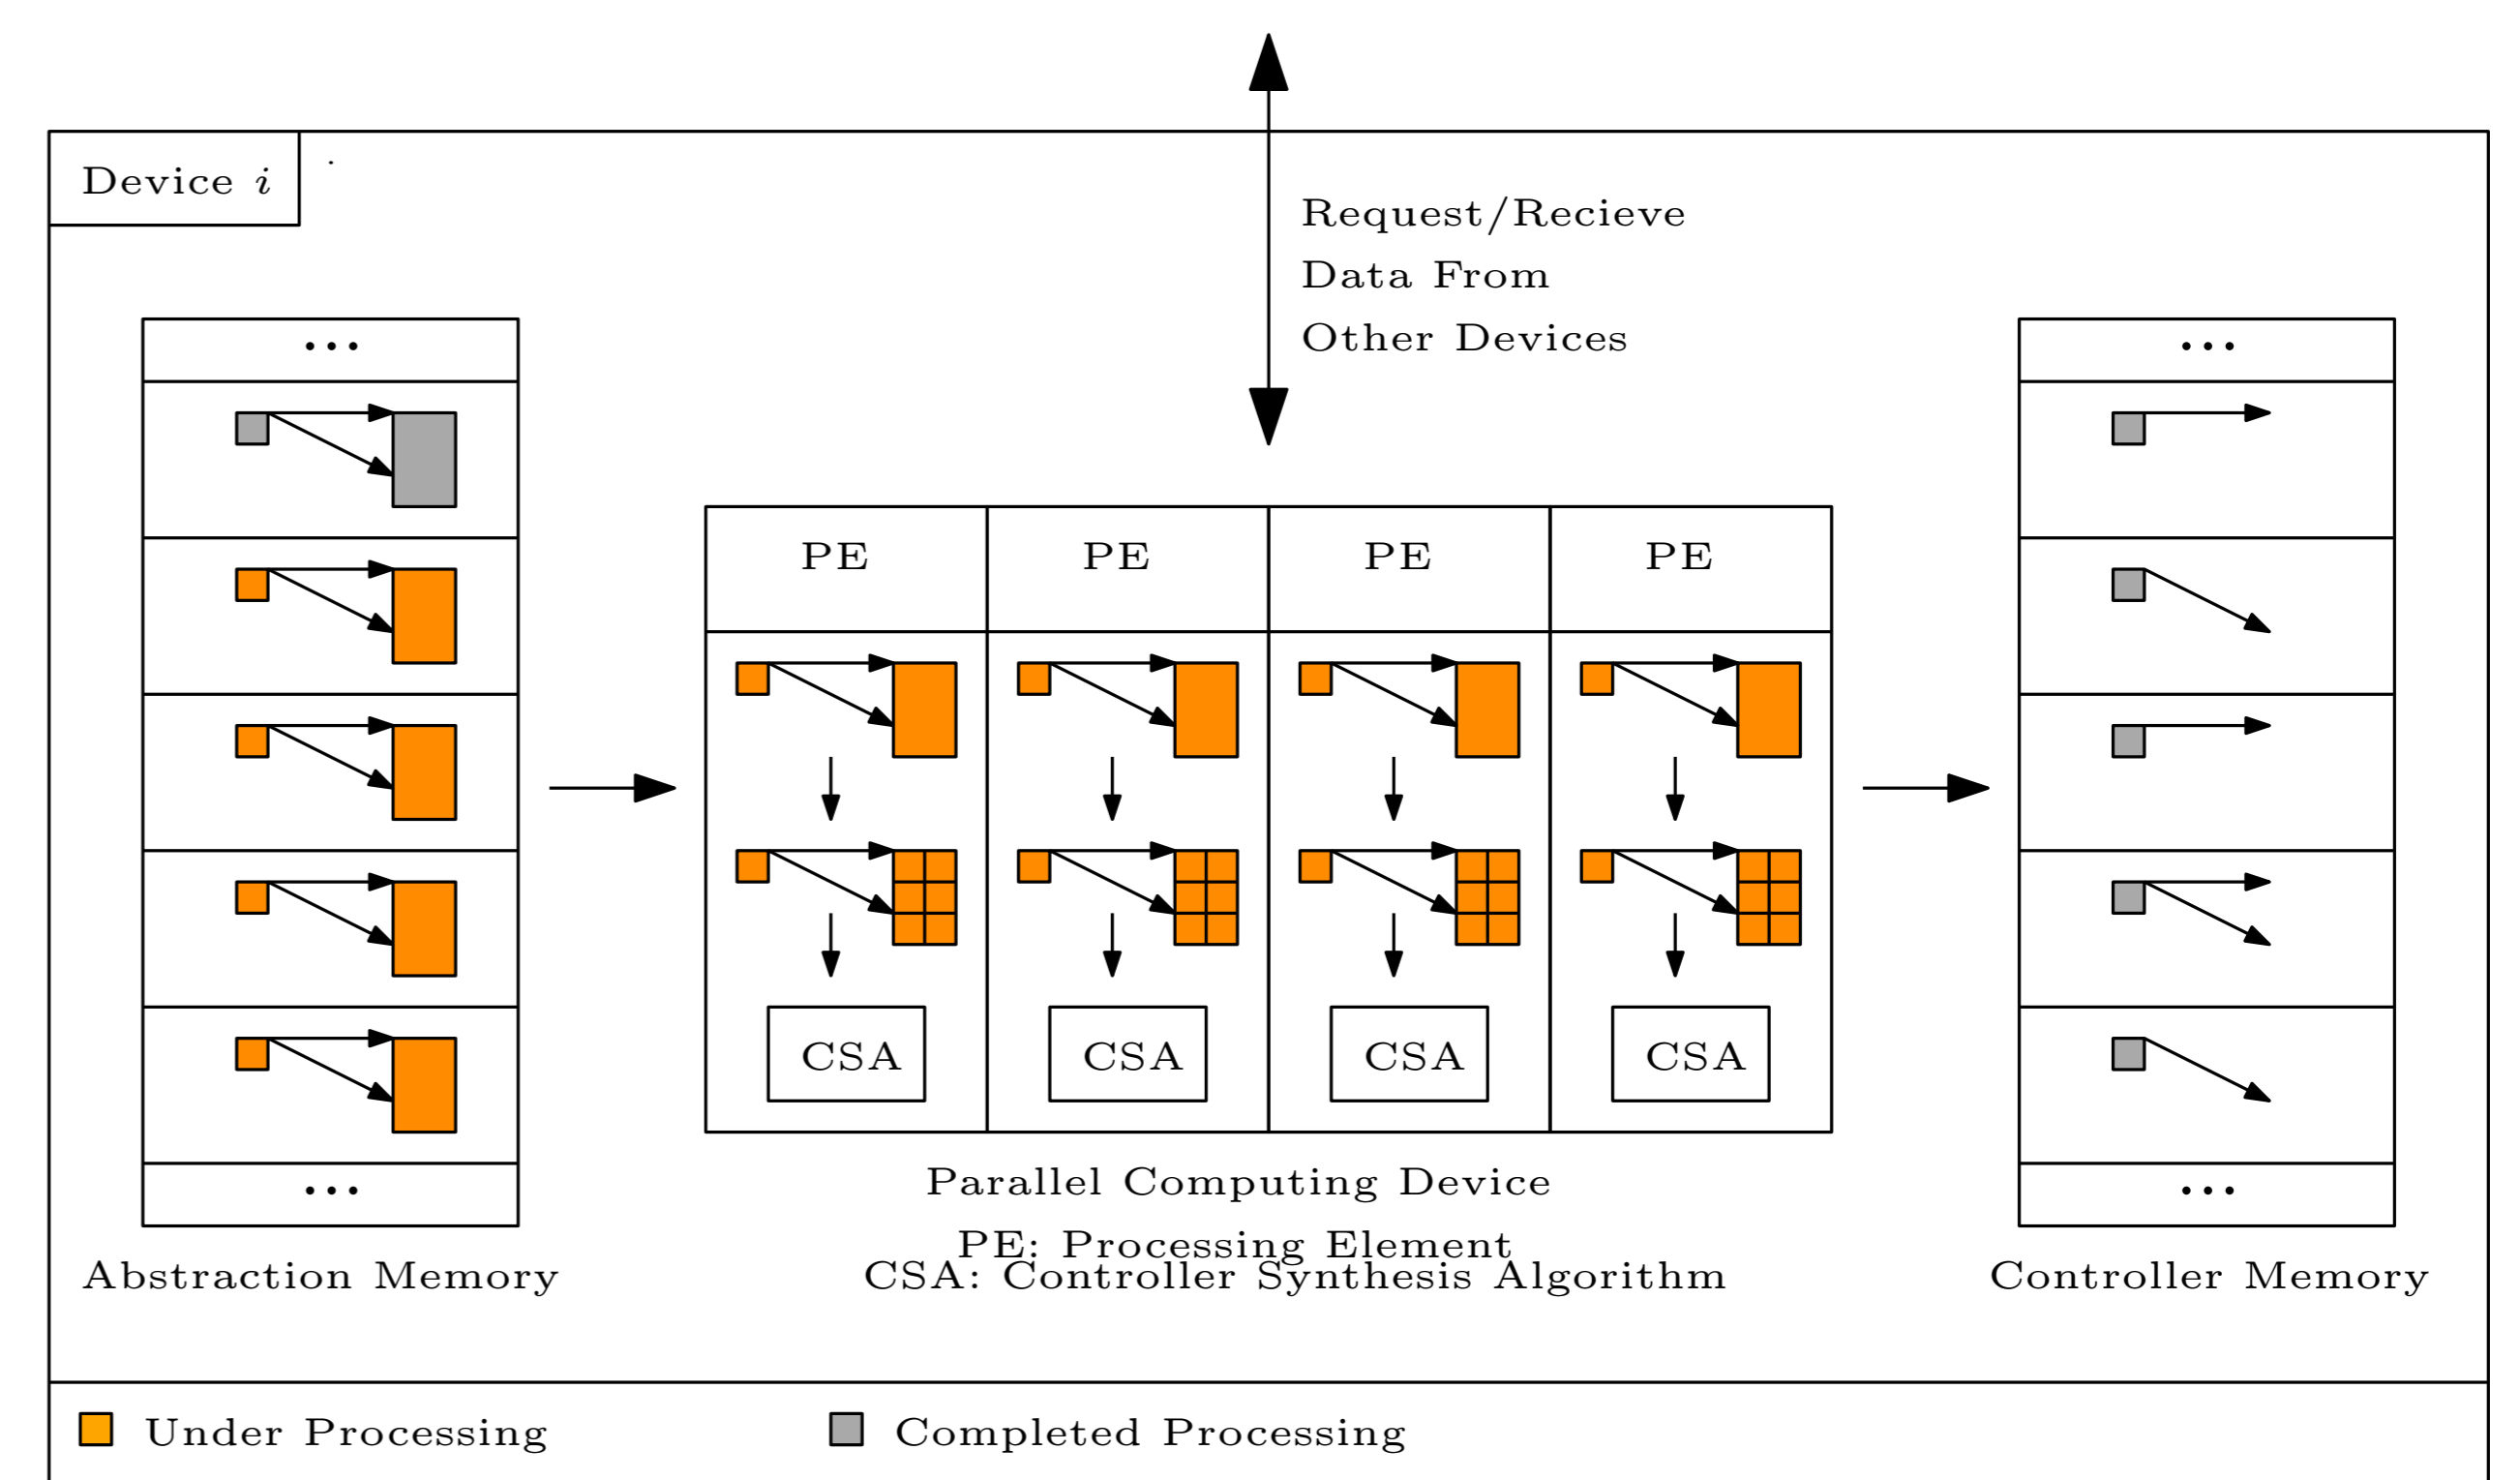 Device i
Request/Recieve
Data From
Other Devices
...
...
PE PE PE PE
CSA CSA CSA CSA
Parallel Computing Device
PE: Processing Element
CSA: Controller Synthesis Algorithm
...
...
Abstraction Memory
Controller Memory
Under Processing
Completed Processing